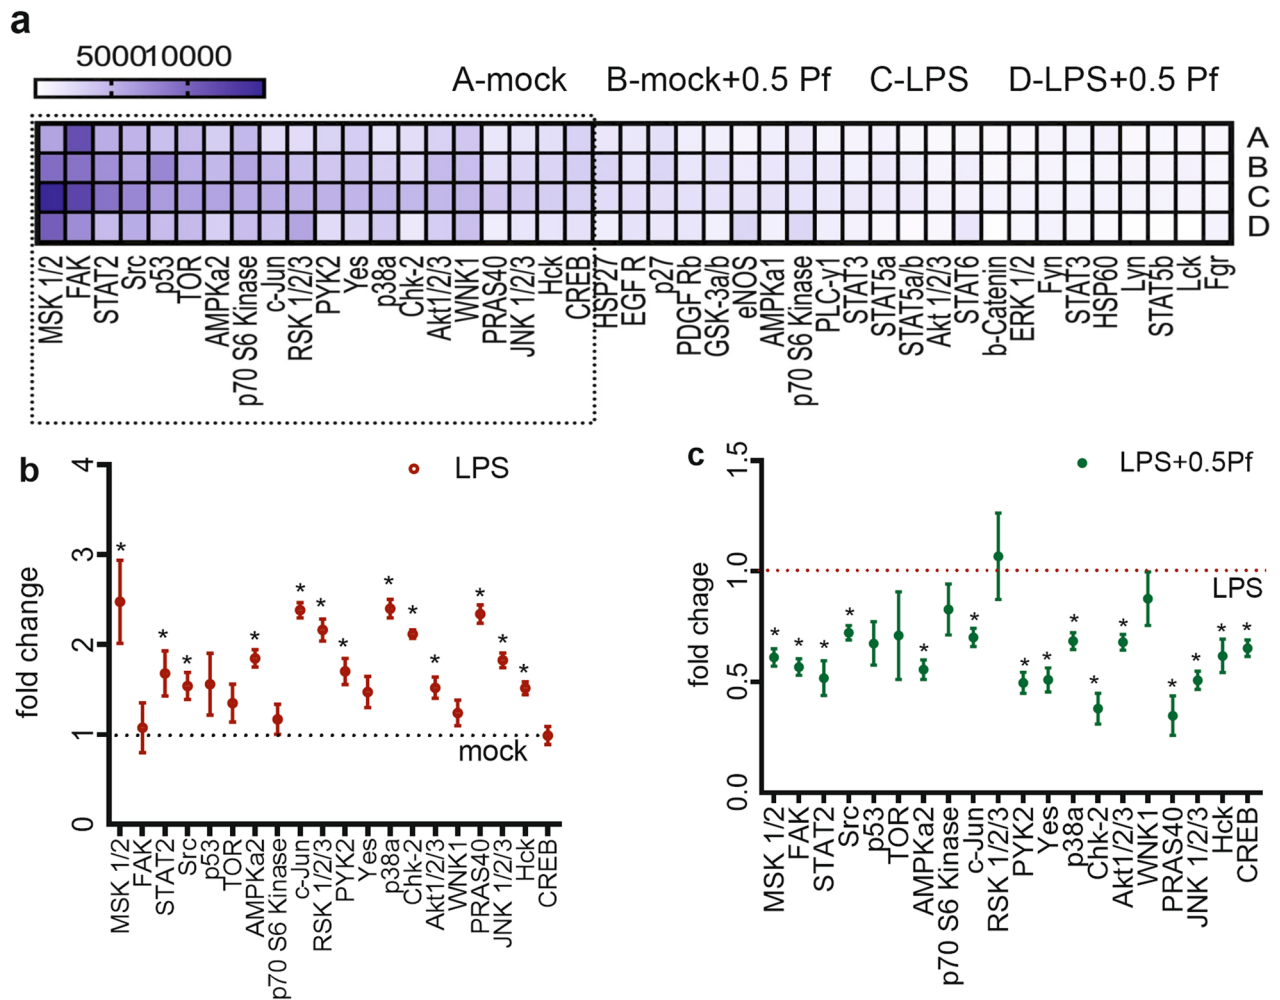 a
5000 10000
A-mock B-mock+0.5 Pf C-LPS D-LPS+0.5 Pf
A
B
C
D
MSK 1/2
FAK
STAT2
Src
p53
TOR
AMPKa2
p70 S6 Kinase
c-Jun
RSK 1/2/3
PYK2
Yes
p38a
Chk-2
Akt1/2/3
WNK1
PRAS40
JNK 1/2/3
Hck
CREB
HSP27
EGF R
p27
PDGF Rb
GSK-3a/b
eNOS
AMPKa1
p70 S6 Kinase
PLC-y1
STAT3
STAT5a
STAT5a/b
Akt 1/2/3
STAT6
b-Catenin
ERK 1/2
Fyn
STAT3
HSP60
Lyn
STAT5b
Lck
Fgr
b
LPS
fold change
4
3
2
1
0
mock
* * * * * * * * * * * * *
MSK 1/2
FAK
STAT2
Src
p53
TOR
AMPKa2
p70 S6 Kinase
c-Jun
RSK 1/2/3
PYK2
Yes
p38a
Chk-2
Akt1/2/3
WNK1
PRAS40
JNK 1/2/3
Hck
CREB
c
LPS+0.5Pf
fold chage
1.5
1.0
0.5
0.0
LPS
* * * * * * * * * * * * * * *
MSK 1/2
FAK
STAT2
Src
p53
TOR
AMPKa2
p70 S6 Kinase
c-Jun
RSK 1/2/3
PYK2
Yes
p38a
Chk-2
Akt1/2/3
WNK1
PRAS40
JNK 1/2/3
Hck
CREB